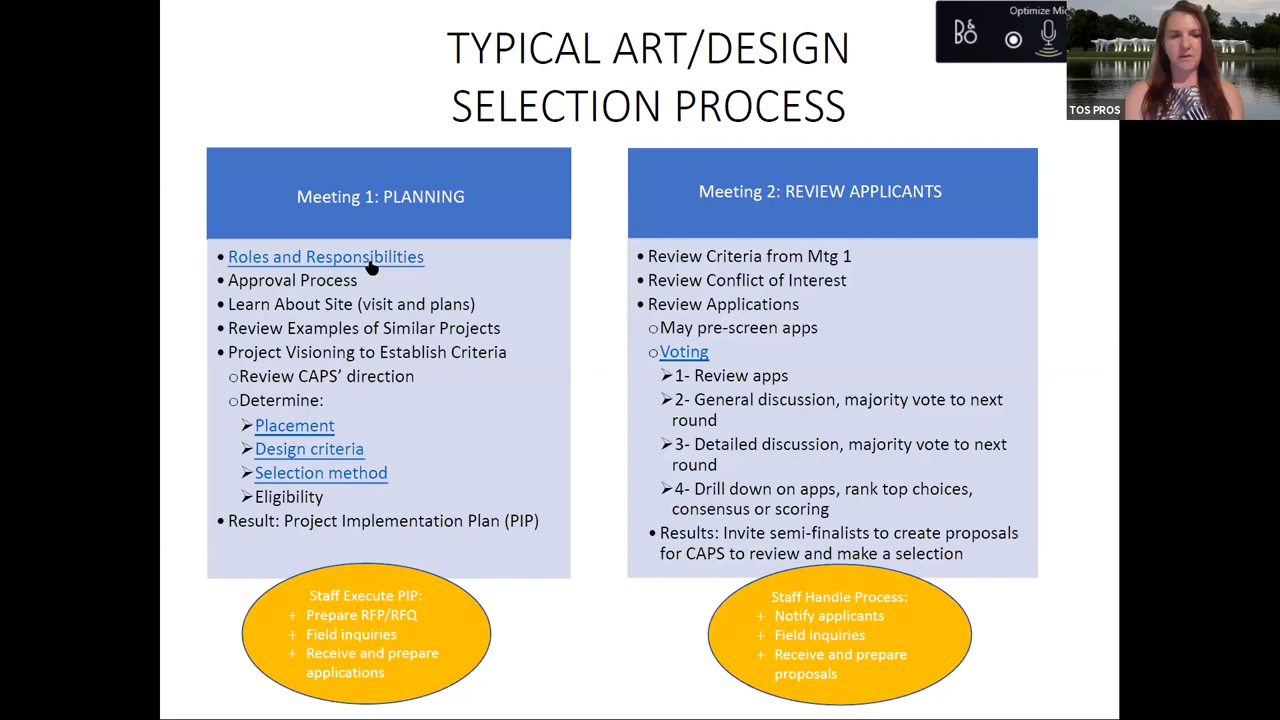 TYPICAL ART/DESIGN
SELECTION PROCESS
Optimize Mic
B&O
TOS PROS
Meeting 1: PLANNING
• Roles and Responsibilities
• Approval Process
• Learn About Site (visit and plans)
• Review Examples of Similar Projects
• Project Visioning to Establish Criteria
o Review CAPS’ direction
o Determine:
➢ Placement
➢ Design criteria
➢ Selection method
➢ Eligibility
• Result: Project Implementation Plan (PIP)
Staff Execute PIP:
+ Prepare RFP/RFQ
+ Field inquiries
+ Receive and prepare
applications
Meeting 2: REVIEW APPLICANTS
• Review Criteria from Mtg 1
• Review Conflict of Interest
• Review Applications
o May pre-screen apps
o Voting
➢ 1- Review apps
➢ 2- General discussion, majority vote to next
round
➢ 3- Detailed discussion, majority vote to next
round
➢ 4- Drill down on apps, rank top choices,
consensus or scoring
• Results: Invite semi-finalists to create proposals
for CAPS to review and make a selection
Staff Handle Process:
+ Notify applicants
+ Field inquiries
+ Receive and prepare
proposals